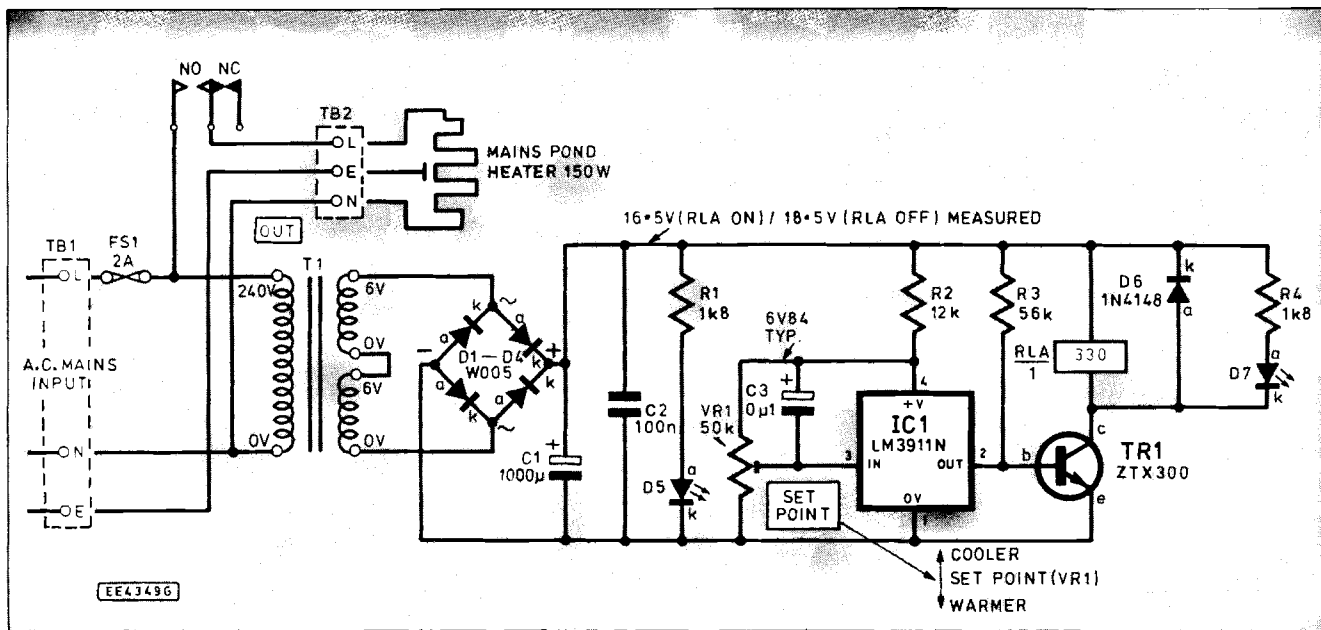 NO NC
TB2
L
E
N
MAINS POND
HEATER 150W
OUT
TB1
FS1
2A
L
A.C. MAINS
INPUT
N
E
T1
240V
0V
6V
0V
6V
0V
a k ~
a k
- +
D1—D4
W005
a k
a k
~
+
C1
1000µ
16•5V (RLA ON) / 18•5V (RLA OFF) MEASURED
C2
100n
R1
1k8
D5
a
k
6V84
TYP.
VR1
50k
+
C3
0µ1
R2
12k
4
+V
IC1
LM3911N
3
IN
OUT
2
0V
1
R3
56k
RLA
1
330
D6
1N4148
k
a
R4
1k8
a
D7
k
b
c
e
TR1
ZTX300
SET
POINT
COOLER
SET POINT (VR1)
WARMER
EE4349G